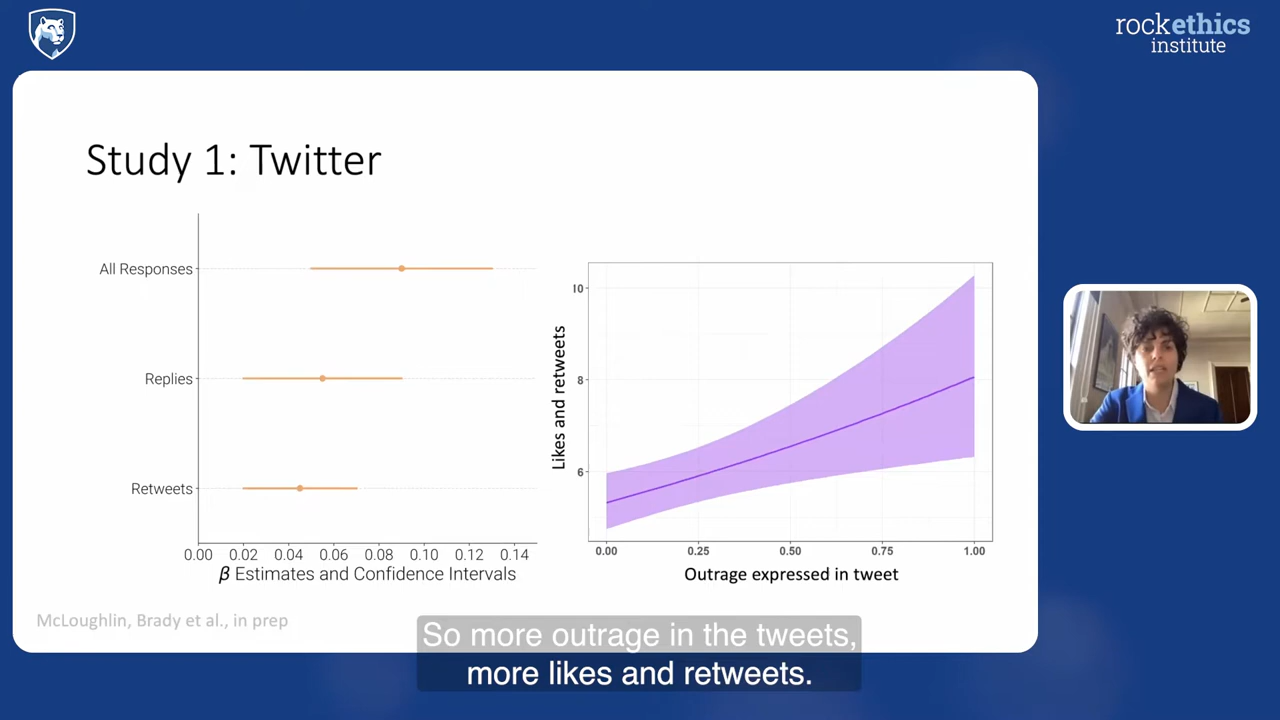 rockethics
institute
Study 1: Twitter
All Responses
Replies
Retweets
0.00 0.02 0.04 0.06 0.08 0.10 0.12 0.14
β Estimates and Confidence Intervals
Likes and retweets
10
8
6
0.00 0.25 0.50 0.75 1.00
Outrage expressed in tweet
McLoughlin, Brady et al., in prep
So more outrage in the tweets,
more likes and retweets.